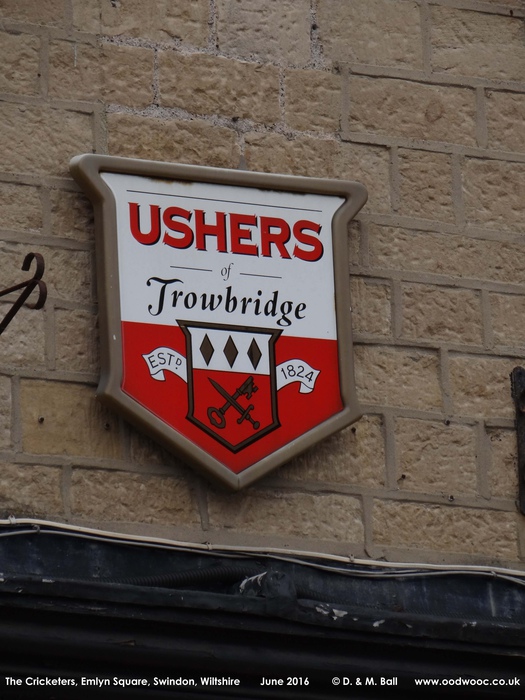 USHERS
of
Trowbridge
ESTD 1824
The Cricketers, Emlyn Square, Swindon, Wiltshire June 2016 © D. & M. Ball www.oodwooc.co.uk